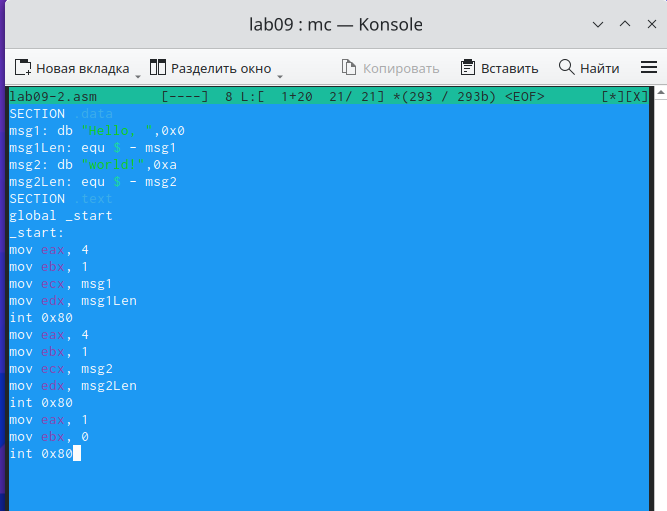 lab09 : mc — Konsole
Новая вкладка Разделить окно Копировать Вставить Найти
lab09-2.asm [----] 8 L:[ 1+20 21/ 21] *(293 / 293b) <EOF> [*][X]
SECTION .data
msg1: db "Hello, ",0x0
msg1Len: equ $ - msg1
msg2: db "world!",0xa
msg2Len: equ $ - msg2
SECTION .text
global _start
_start:
mov eax, 4
mov ebx, 1
mov ecx, msg1
mov edx, msg1Len
int 0x80
mov eax, 4
mov ebx, 1
mov ecx, msg2
mov edx, msg2Len
int 0x80
mov eax, 1
mov ebx, 0
int 0x80